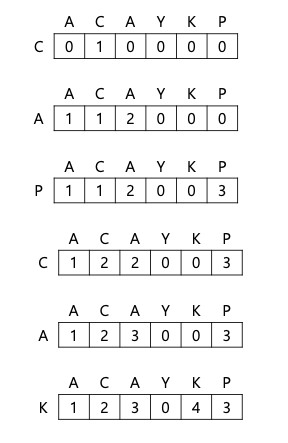 A C A Y K P
C 0 1 0 0 0 0
A C A Y K P
A 1 1 2 0 0 0
A C A Y K P
P 1 1 2 0 0 3
A C A Y K P
C 1 2 2 0 0 3
A C A Y K P
A 1 2 3 0 0 3
A C A Y K P
K 1 2 3 0 4 3